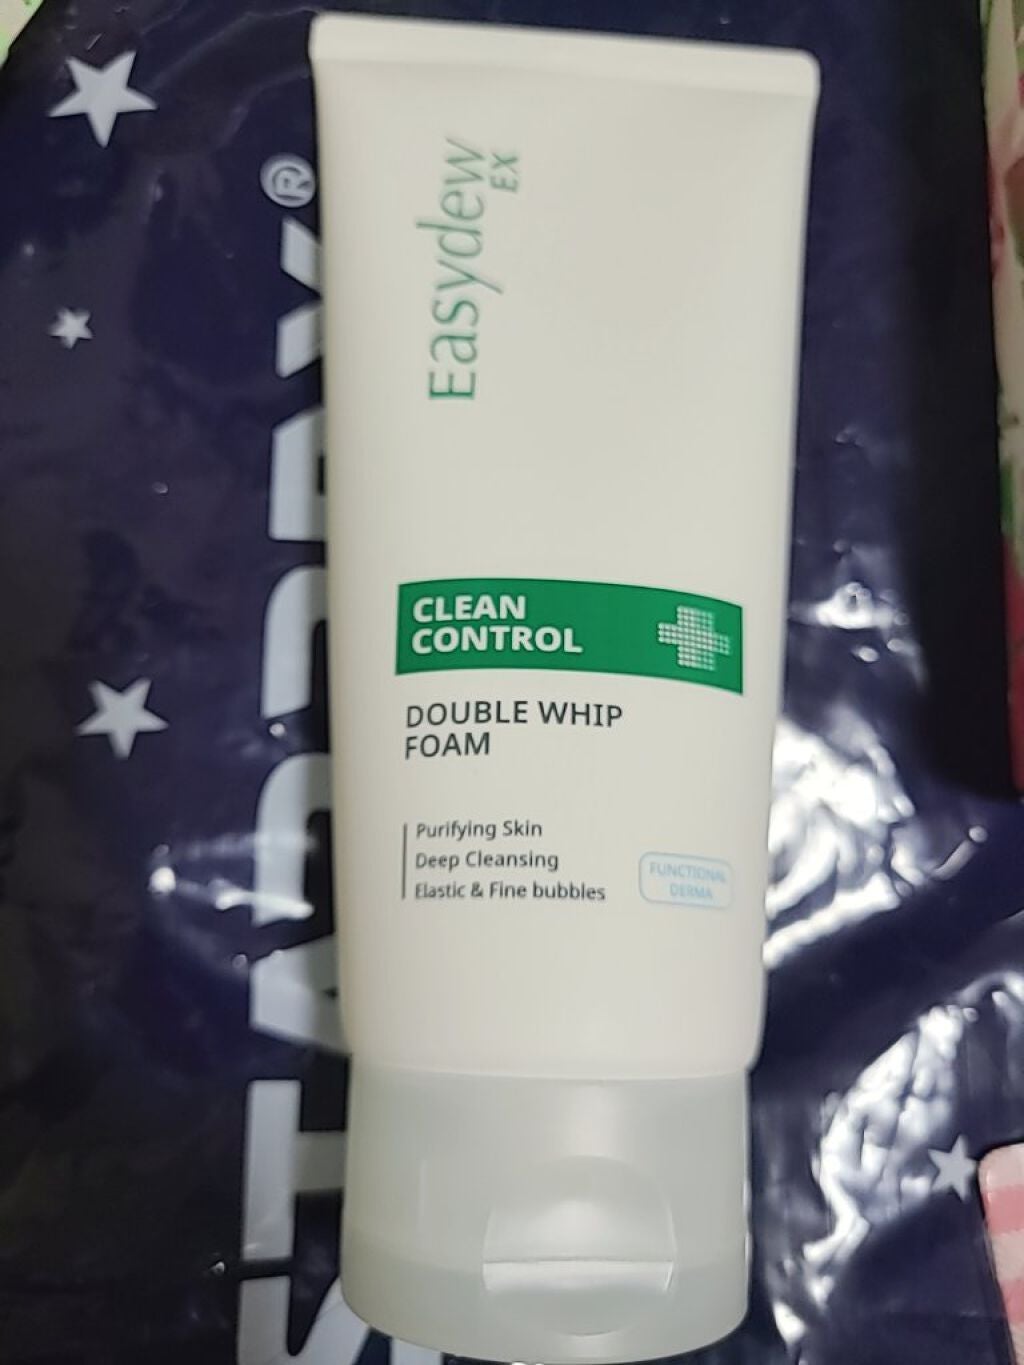 Easydew
EX
CLEAN
CONTROL
DOUBLE WHIP
FOAM
Purifying Skin
Deep Cleansing
Elastic & Fine bubbles
FUNCTIONAL
DERMA
®